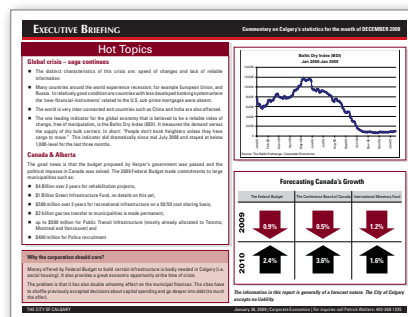 EXECUTIVE BRIEFING
Commentary on Calgary's statistics for the month of DECEMBER 2008
Hot Topics
Global crisis – saga continues
The distinct characteristics of this crisis are: speed of changes and lack of reliable
information.
Many countries around the world experience recession; for example European Union, and
Russia. In relatively good condition are countries with less developed banking system where
the 'new-financial-instruments' related to the U.S. sub-prime mortgages were absent.
The world is very inter-connected and countries such as China and India are also affected.
The one leading indicator for the global economy that is believed to be a reliable index of
change, free of manipulation, is the Baltic Dry Index (BDI). It measures the demand versus
the supply of dry bulk carriers. In short: "People don't book freighters unless they have
cargo to move." This indicator did dramatically since mid July 2008 and stayed at below
1,000-level for the last three months.
Canada & Alberta
The good news is that the budget proposed by Harper's government was passed and the
political impasse in Canada was solved. The 2009 Federal Budget made commitments to large
municipalities such as:
$4 Billion over 2 years for rehabilitation projects,
$1 Billion Green Infrastructure Fund, no details on this yet,
$500 million over 2 years for recreational infrastructure on a 50/50 cost sharing basis,
$2 billion gas tax transfer to municipalities is made permanent,
up to $500 million for Public Transit Infrastructure (mostly already allocated to Toronto,
Montreal and Vancouver) and
$400 million for Police recruitment
Why the corporation should care?
Money offered by Federal Budget to build certain infrastructure is badly needed in Calgary (i.e.
social housing). It also provides a great economic opportunity at the time of crisis.
The problem is that it has also double whammy effect on the municipal finances. The cities have
to shuffle previously accepted decisions about capital spending and go deeper into debt (to match
the offer).
Baltic Dry Index (BDI)
Jan 2008-Jan 2009
Source: The Baltic Exchange, Corporate Economics
Forecasting Canada's Growth
The Federal Budget
The Conference Board of Canada
International Monetary Fund
2009
0.9%
0.5%
1.2%
2010
2.4%
3.6%
1.6%
The information in this report is generally of a forecast nature. The City of Calgary
accepts no liability.
THE CITY OF CALGARY
January 30, 2009 | Corporate Economics | For inquiries call Patrick Walters: 403-268-1335